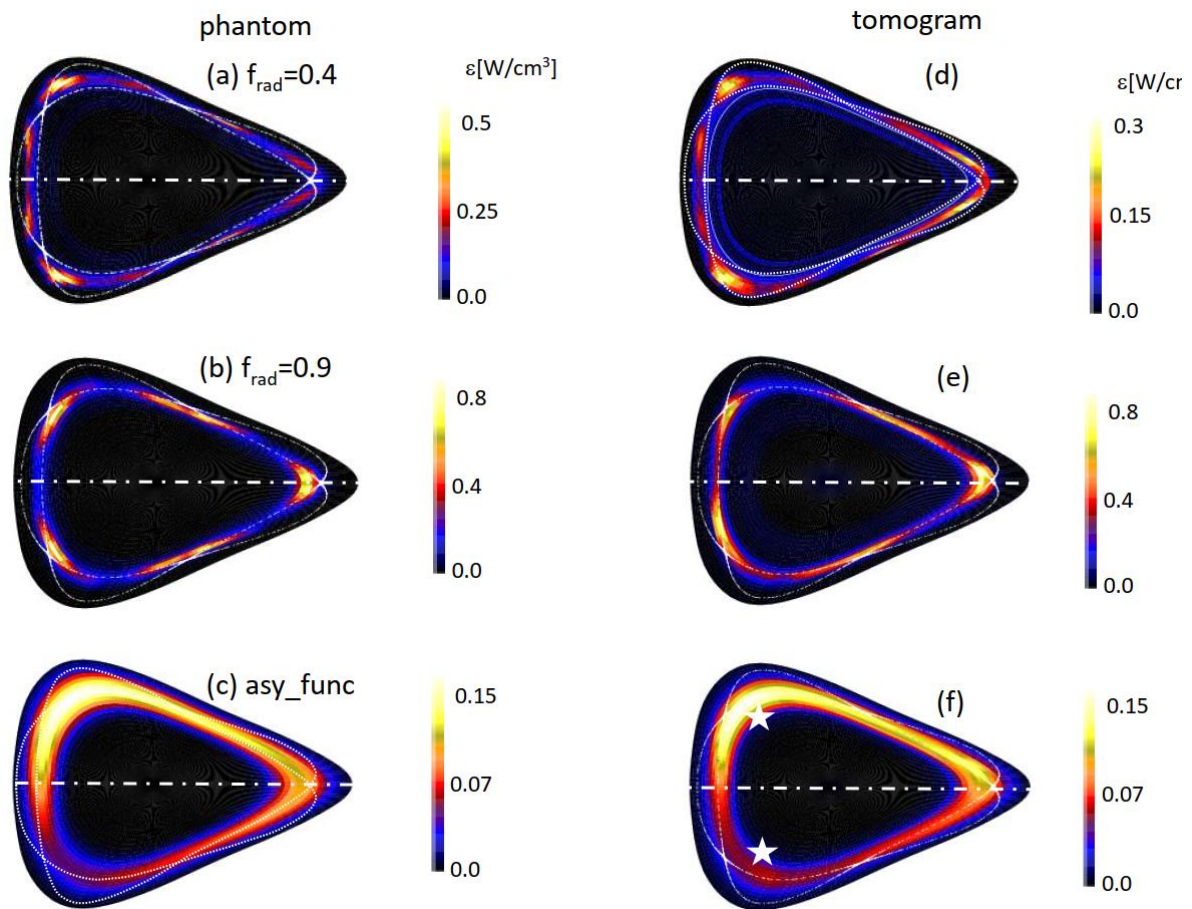 phantom
tomogram
(a) f_rad=0.4
ε[W/cm³]
0.5
0.25
0.0
(d)
ε[W/cr
0.3
0.15
0.0
(b) f_rad=0.9
0.8
0.4
0.0
(e)
0.8
0.4
0.0
(c) asy_func
0.15
0.07
0.0
(f)
0.15
0.07
0.0